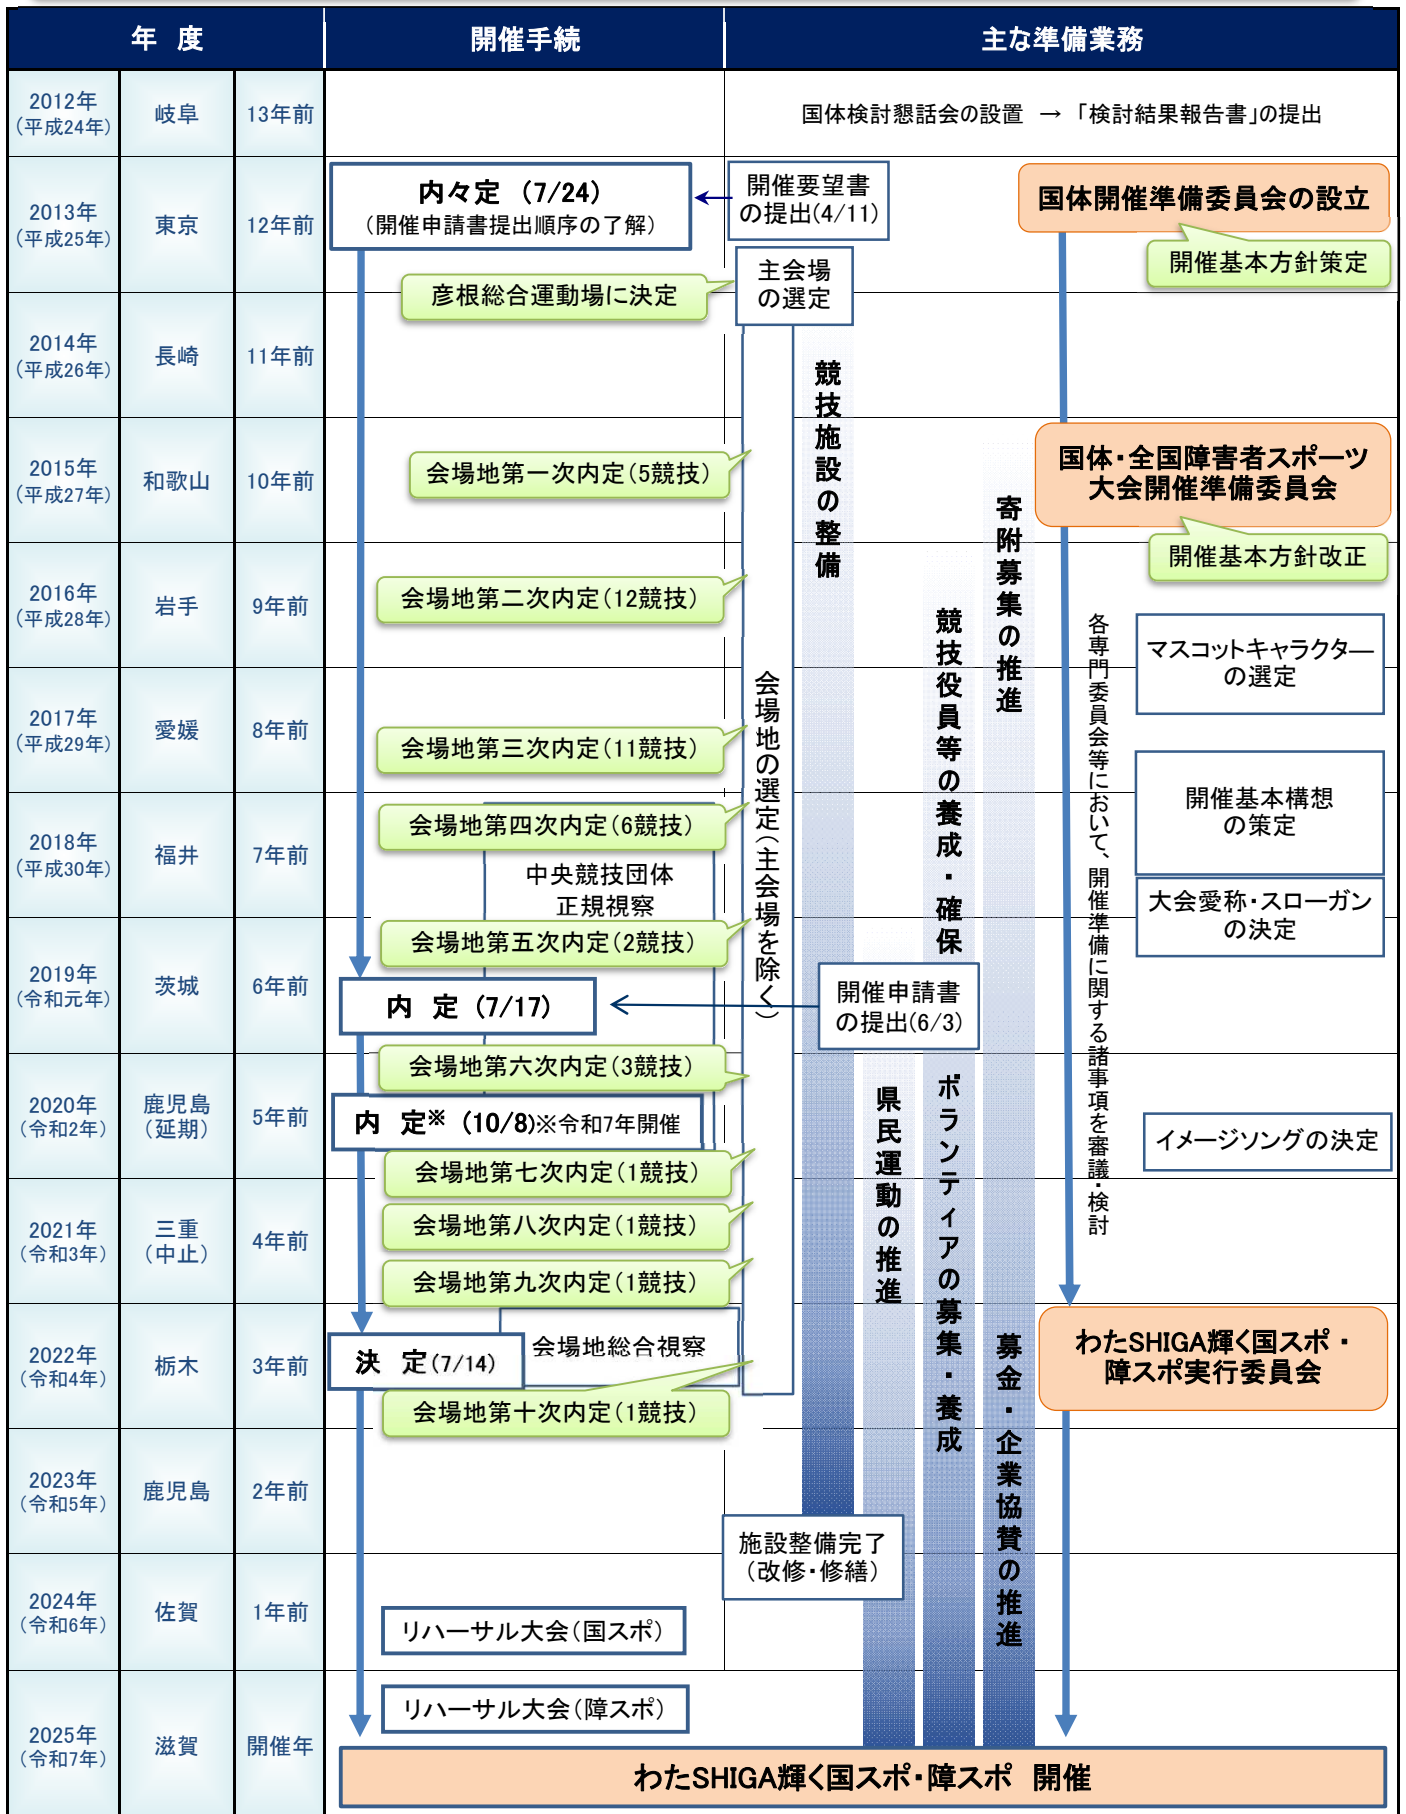 年 度
開催手続
主な準備業務
2012年
(平成24年)
岐阜
13年前
国体検討懇話会の設置 → 「検討結果報告書」の提出
2013年
(平成25年)
東京
12年前
内々定 (7/24)
(開催申請書提出順序の了解)
開催要望書
の提出(4/11)
国体開催準備委員会の設立
開催基本方針策定
彦根総合運動場に決定
主会場
の選定
2014年
(平成26年)
長崎
11年前
競技施設の整備
2015年
(平成27年)
和歌山
10年前
会場地第一次内定(5競技)
国体・全国障害者スポーツ
大会開催準備委員会
開催基本方針改正
寄附募集の推進
2016年
(平成28年)
岩手
9年前
会場地第二次内定(12競技)
競技役員等の養成・確保
各専門委員会等において、開催準備に関する諸事項を審議・検討
マスコットキャラクター
の選定
会場地の選定(主会場を除く)
2017年
(平成29年)
愛媛
8年前
会場地第三次内定(11競技)
開催基本構想
の策定
2018年
(平成30年)
福井
7年前
会場地第四次内定(6競技)
中央競技団体
正規視察
大会愛称・スローガン
の決定
2019年
(令和元年)
茨城
6年前
会場地第五次内定(2競技)
内 定 (7/17)
開催申請書
の提出(6/3)
会場地第六次内定(3競技)
2020年
(令和2年)
鹿児島
(延期)
5年前
内 定※ (10/8)※令和7年開催
県民運動の推進
ボランティアの募集・養成
イメージソングの決定
会場地第七次内定(1競技)
2021年
(令和3年)
三重
(中止)
4年前
会場地第八次内定(1競技)
会場地第九次内定(1競技)
2022年
(令和4年)
栃木
3年前
決 定(7/14)
会場地総合視察
会場地第十次内定(1競技)
募金・企業協賛の推進
わたSHIGA輝く国スポ・
障スポ実行委員会
2023年
(令和5年)
鹿児島
2年前
施設整備完了
(改修・修繕)
2024年
(令和6年)
佐賀
1年前
リハーサル大会(国スポ)
2025年
(令和7年)
滋賀
開催年
リハーサル大会(障スポ)
わたSHIGA輝く国スポ・障スポ 開催